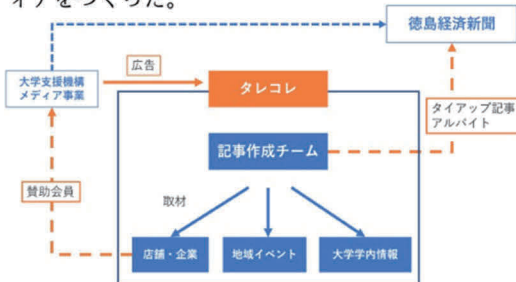 ィアをつくった。
徳島経済新聞
広告
大学支援機構
メディア事業
タレコレ
タイアップ記事
アルバイト
記事作成チーム
賛助会員
取材
店舗・企業
地域イベント
大学学内情報